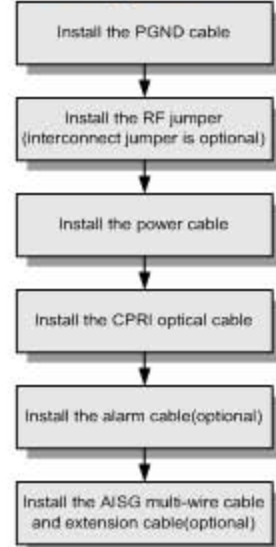 Install the PGND cable
Install the RF jumper
(interconnect jumper is optional)
Install the power cable
Install the CPRI optical cable
Install the alarm cable(optional)
Install the AISG multi-wire cable
and extension cable(optional)